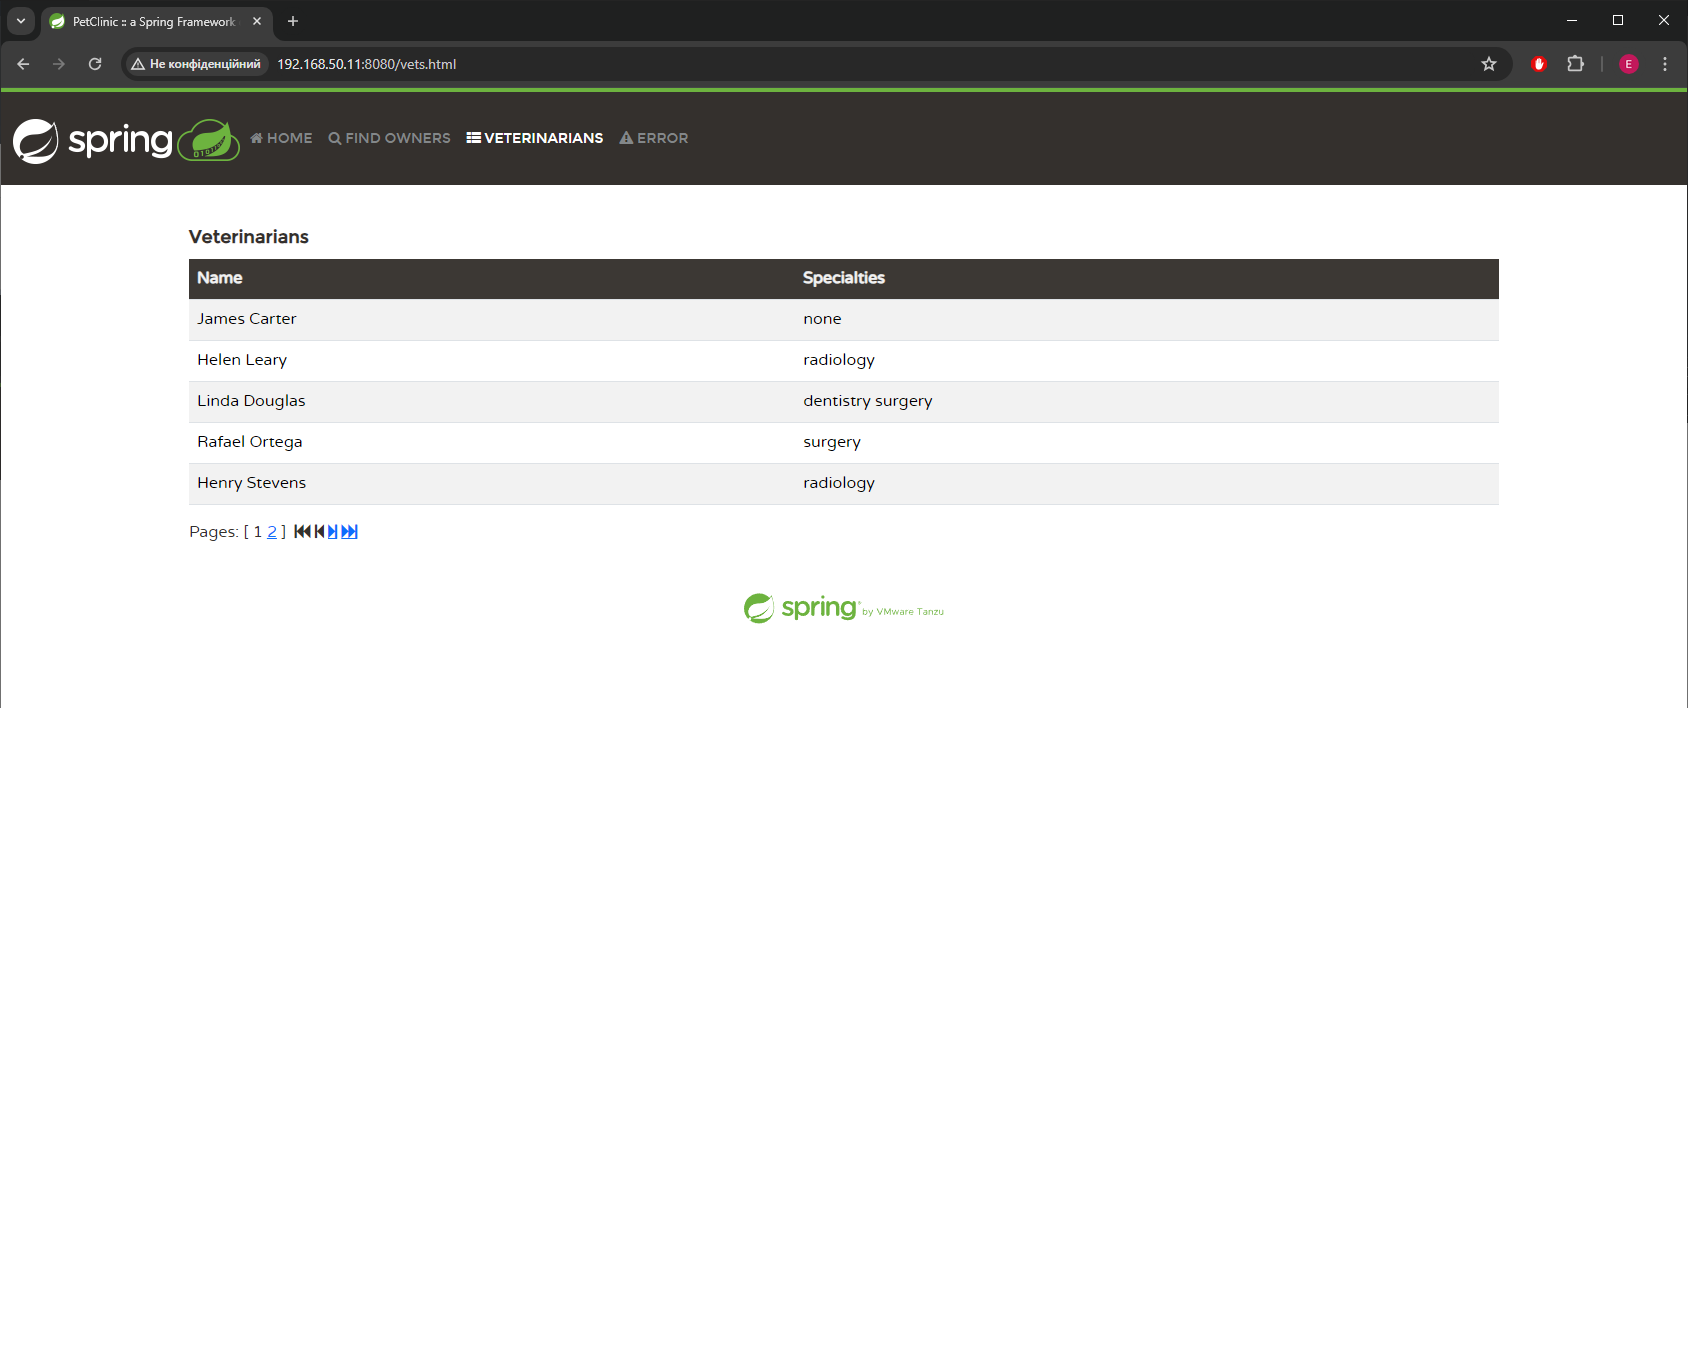 PetClinic :: a Spring Framework
Не конфіденційний
192.168.50.11:8080/vets.html
E
spring
HOME
FIND OWNERS
VETERINARIANS
ERROR
Veterinarians
Name Specialties
James Carter none
Helen Leary radiology
Linda Douglas dentistry surgery
Rafael Ortega surgery
Henry Stevens radiology
Pages: [ 1 2 ]
spring by VMware Tanzu